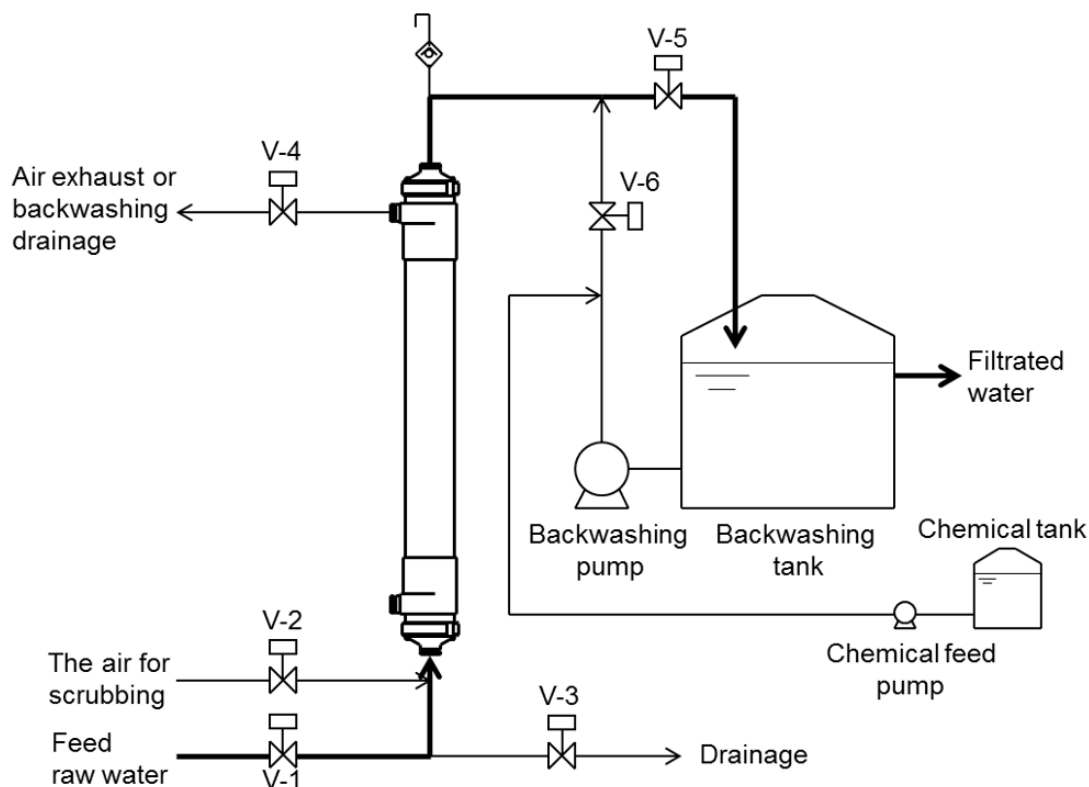 V-5
V-4
Air exhaust or
backwashing
drainage
V-6
Filtrated
water
Backwashing
pump
Backwashing
tank
Chemical tank
V-2
The air for
scrubbing
Chemical feed
pump
V-3
Feed
raw water
V-1
Drainage